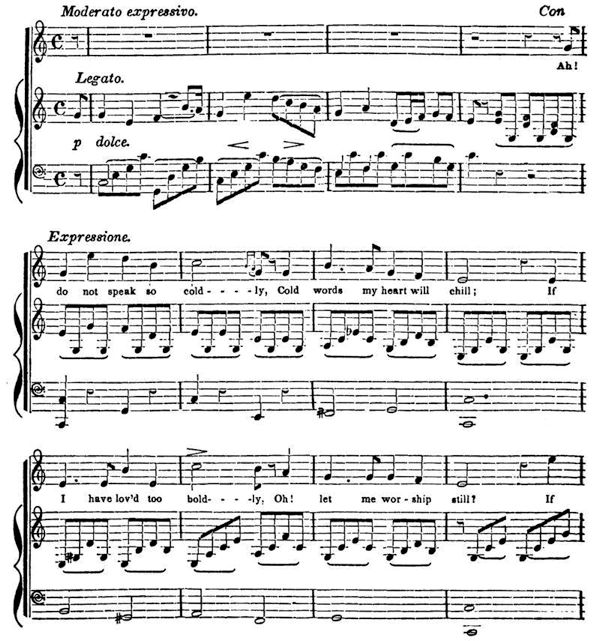 Moderato expressivo. Con
Ah!
Legato.
p dolce.
Expressione.
do not speak so cold----ly, Cold words my heart will chill; If
I have lov'd too bold----ly, Oh! let me wor-ship still? If